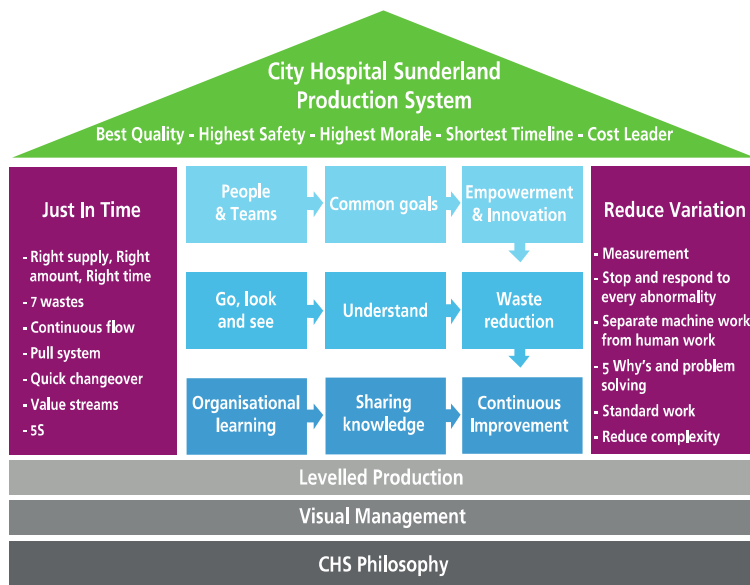 City Hospital Sunderland
Production System
Best Quality - Highest Safety - Highest Morale - Shortest Timeline - Cost Leader
Just In Time
- Right supply, Right
amount, Right time
- 7 wastes
- Continuous flow
- Pull system
- Quick changeover
- Value streams
- 5S
People
& Teams
Common goals
Empowerment
& Innovation
Go, look
and see
Understand
Waste
reduction
Organisational
learning
Sharing
knowledge
Continuous
Improvement
Reduce Variation
- Measurement
- Stop and respond to
every abnormality
- Separate machine work
from human work
- 5 Why's and problem
solving
- Standard work
- Reduce complexity
Levelled Production
Visual Management
CHS Philosophy